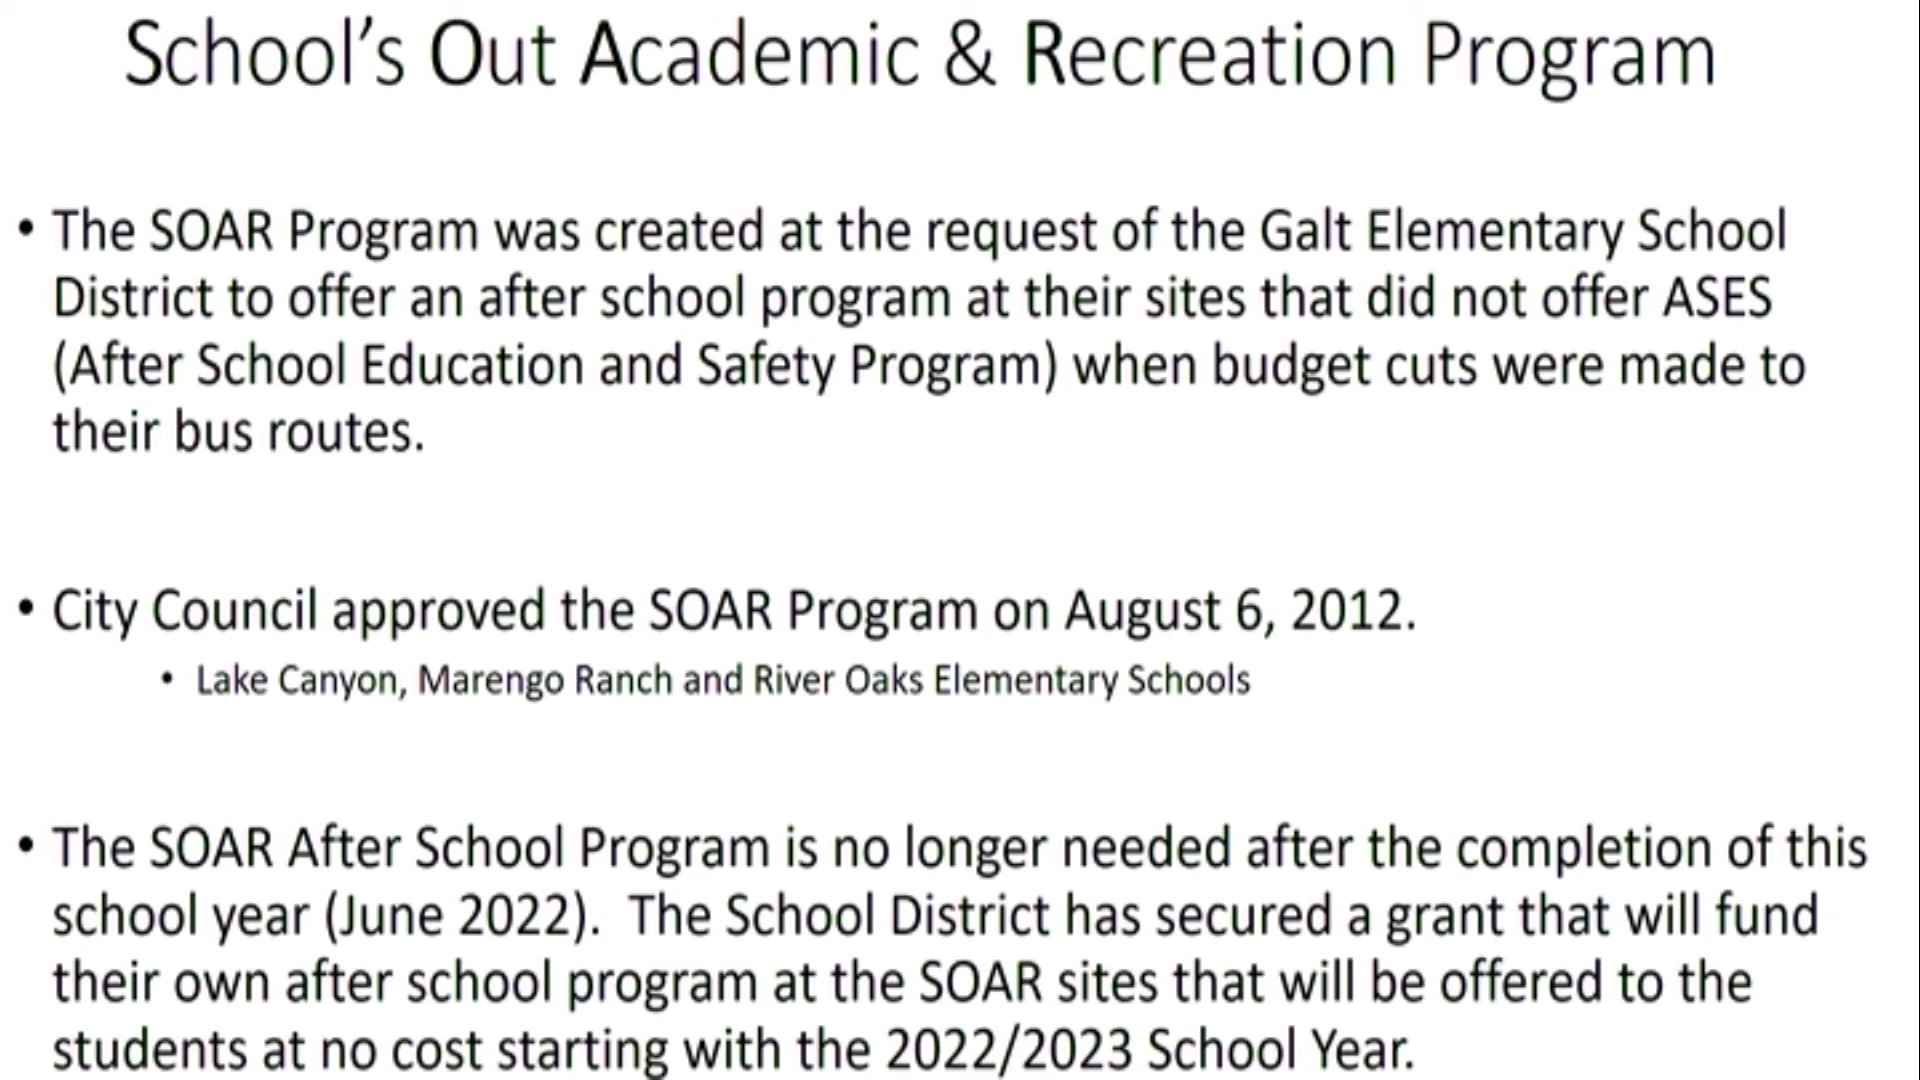 School's Out Academic & Recreation Program
• The SOAR Program was created at the request of the Galt Elementary School
District to offer an after school program at their sites that did not offer ASES
(After School Education and Safety Program) when budget cuts were made to
their bus routes.
• City Council approved the SOAR Program on August 6, 2012.
• Lake Canyon, Marengo Ranch and River Oaks Elementary Schools
• The SOAR After School Program is no longer needed after the completion of this
school year (June 2022).  The School District has secured a grant that will fund
their own after school program at the SOAR sites that will be offered to the
students at no cost starting with the 2022/2023 School Year.